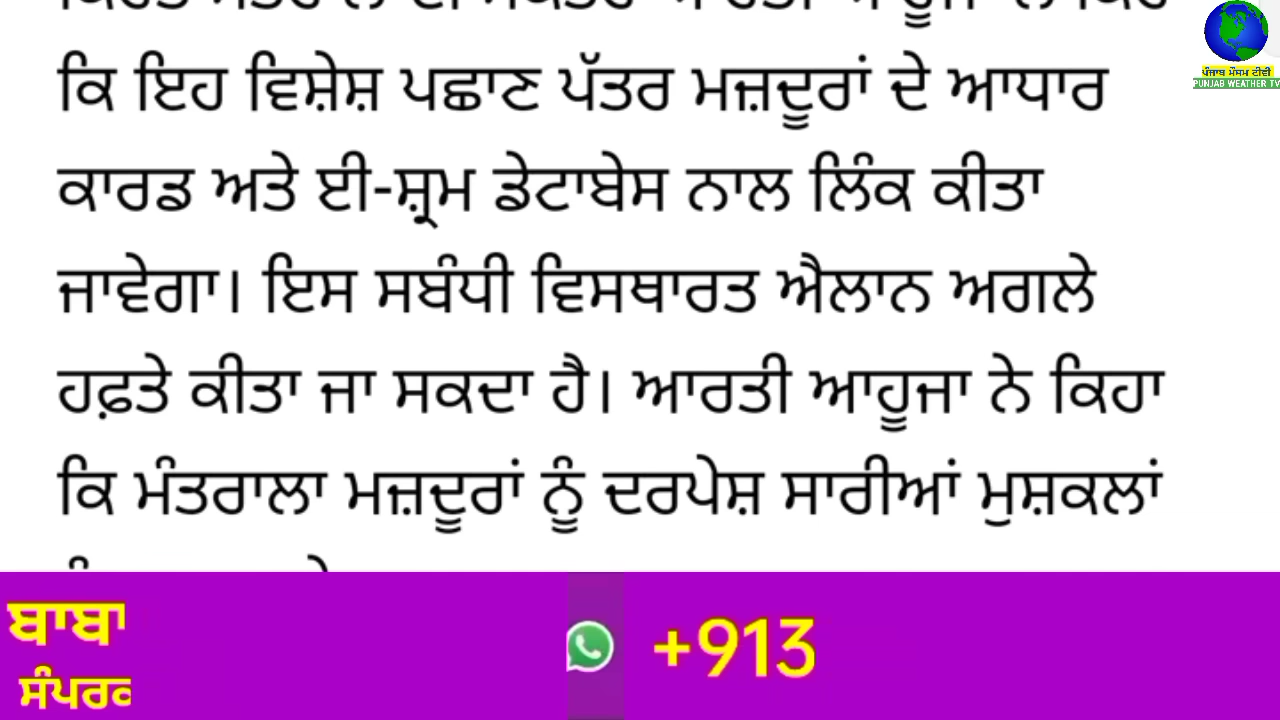 ਪੰਜਾਬ ਮੌਸਮ ਟੀਵੀ
PUNJAB WEATHER TV
ਕਿ ਇਹ ਵਿਸ਼ੇਸ਼ ਪਛਾਣ ਪੱਤਰ ਮਜ਼ਦੂਰਾਂ ਦੇ ਆਧਾਰ
ਕਾਰਡ ਅਤੇ ਈ-ਸ਼੍ਰਮ ਡੇਟਾਬੇਸ ਨਾਲ ਲਿੰਕ ਕੀਤਾ
ਜਾਵੇਗਾ। ਇਸ ਸਬੰਧੀ ਵਿਸਥਾਰਤ ਐਲਾਨ ਅਗਲੇ
ਹਫ਼ਤੇ ਕੀਤਾ ਜਾ ਸਕਦਾ ਹੈ। ਆਰਤੀ ਆਹੂਜਾ ਨੇ ਕਿਹਾ
ਕਿ ਮੰਤਰਾਲਾ ਮਜ਼ਦੂਰਾਂ ਨੂੰ ਦਰਪੇਸ਼ ਸਾਰੀਆਂ ਮੁਸ਼ਕਲਾਂ
ਬਾਬਾ
ਸੰਪਰਕ
+913